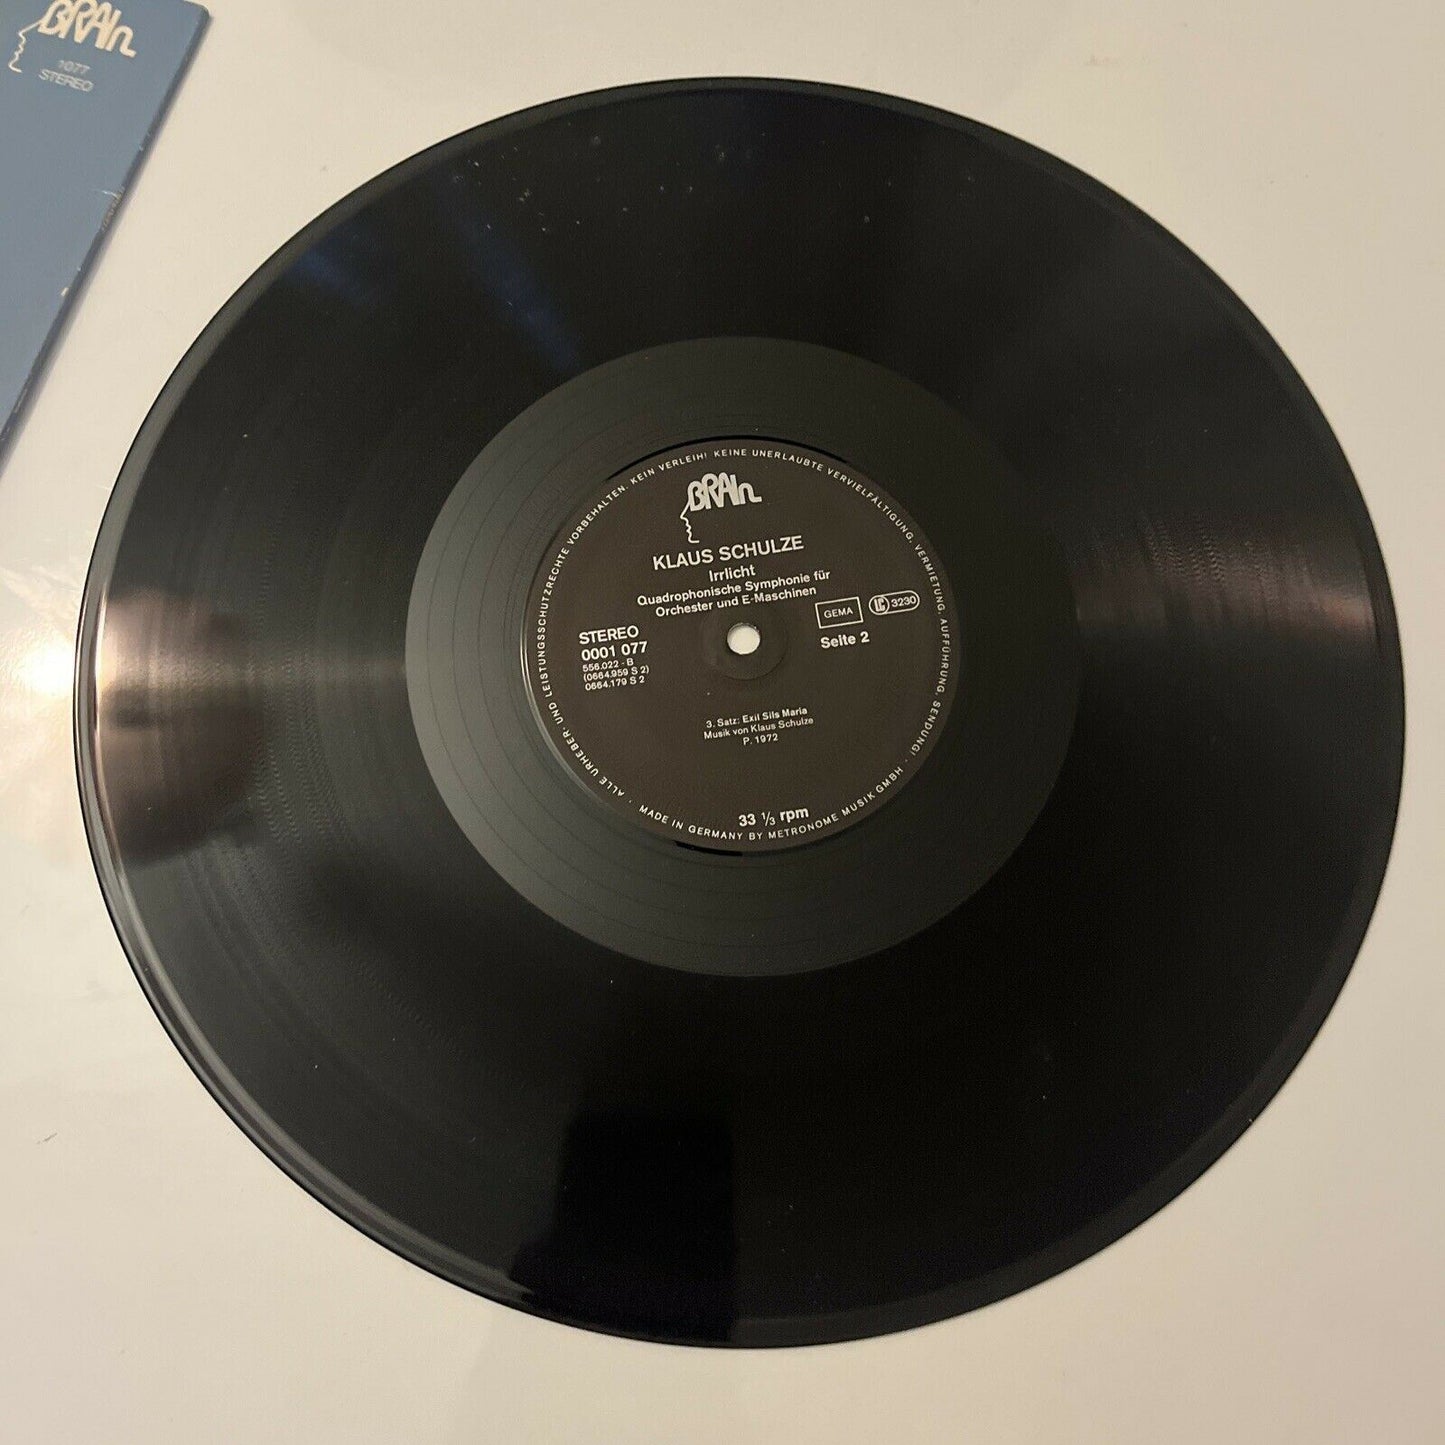 BRAIN
1077
STEREO
BRAIN
KLAUS SCHULZE
Irrlicht
Quadrophonische Symphonie für
Orchester und E-Maschinen
STEREO
0001 077
558.022 - B
(0664.959 S 2)
0664.179 S 2
GEMA
LC 3230
Seite 2
3. Satz: Exil Sils Maria
Musik von Klaus Schulze
P. 1972
33 ⅓ rpm
· ALLE URHEBER- UND LEISTUNGSSCHUTZRECHTE VORBEHALTEN. KEIN VERLEIH! KEINE UNERLAUBTE VERVIELFÄLTIGUNG, VERMIETUNG, AUFFÜHRUNG, SENDUNG! ·
MADE IN GERMANY BY METRONOME MUSIK GMBH